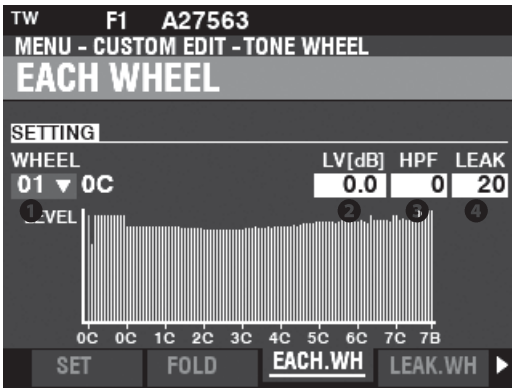 TW F1 A27563
MENU - CUSTOM EDIT - TONE WHEEL
EACH WHEEL
SETTING
WHEEL LV[dB] HPF LEAK
01 ▼ 0C 0.0 0 20
1 2 3 4
LEVEL
0C 0C 1C 2C 3C 4C 5C 6C 7C 7B
SET FOLD EACH.WH LEAK.WH ▶